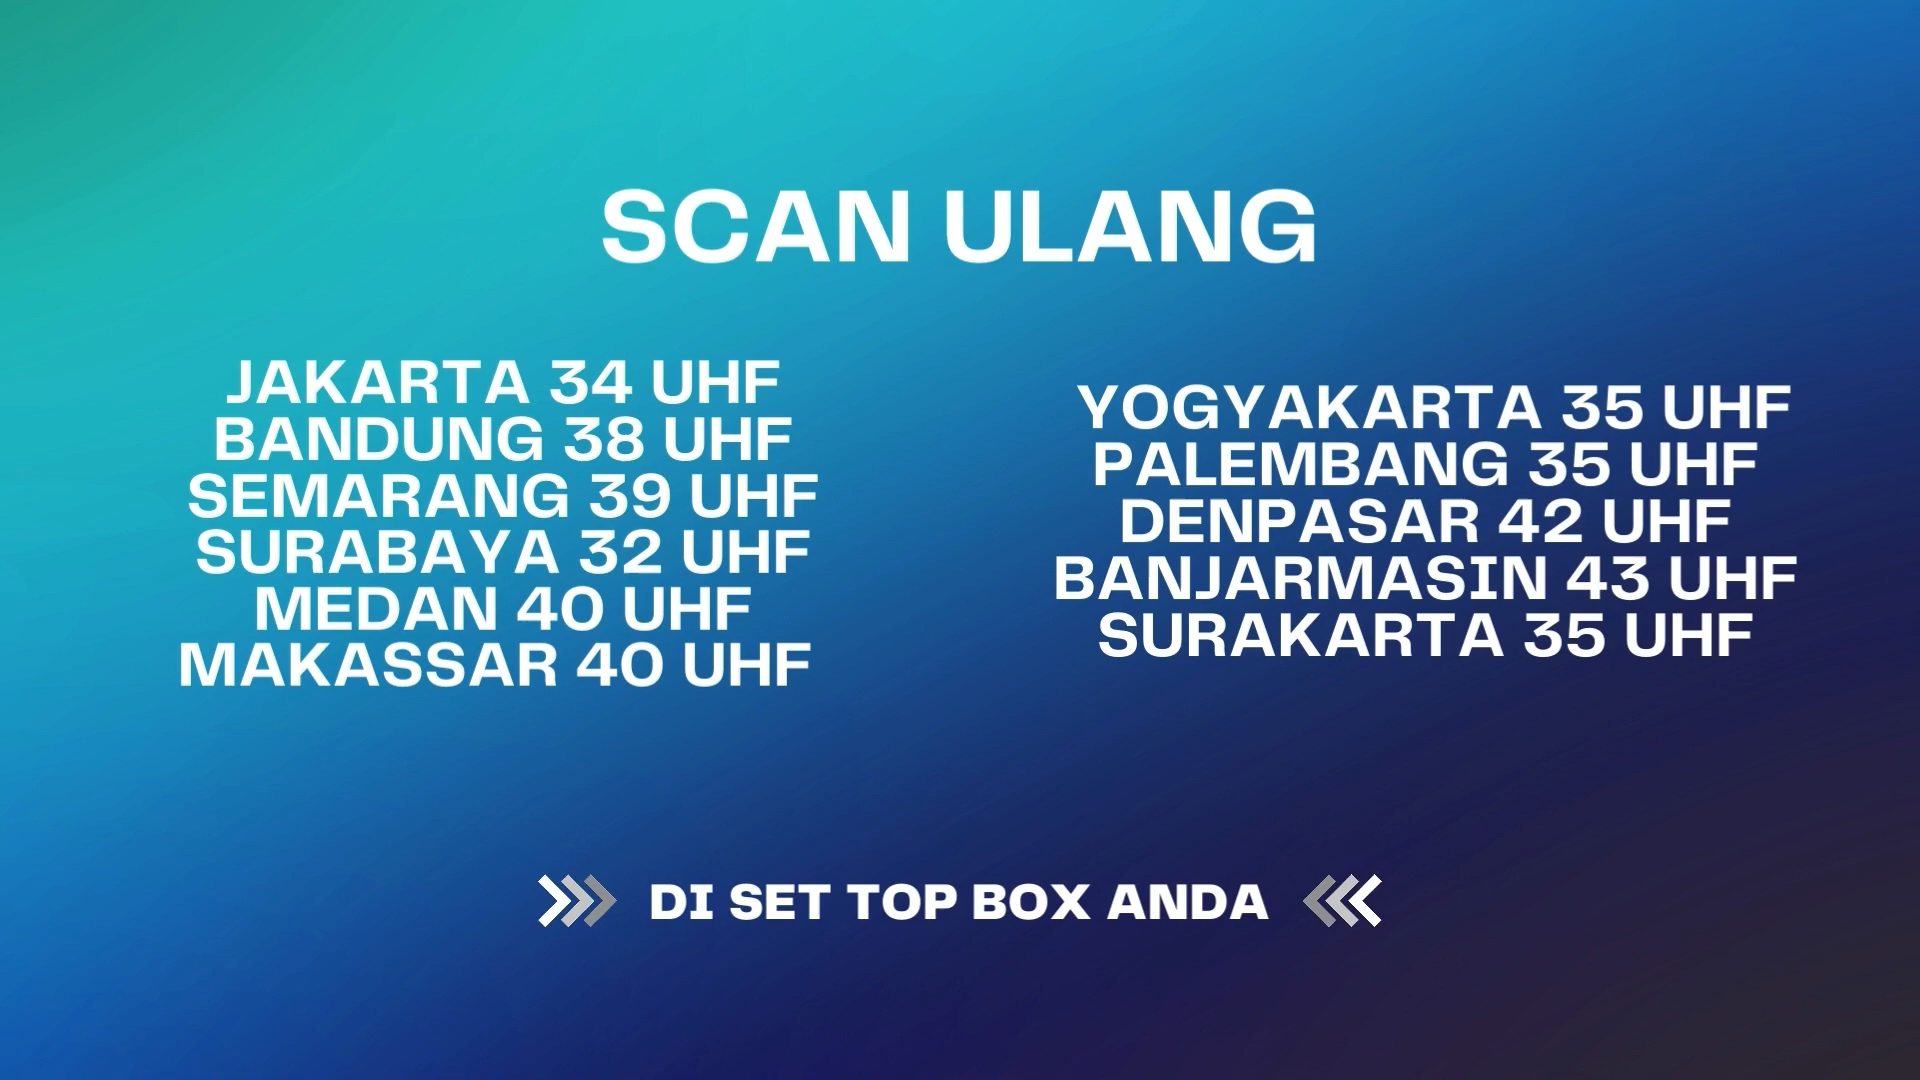 SCAN ULANG
JAKARTA 34 UHF
BANDUNG 38 UHF
SEMARANG 39 UHF
SURABAYA 32 UHF
MEDAN 40 UHF
MAKASSAR 40 UHF
YOGYAKARTA 35 UHF
PALEMBANG 35 UHF
DENPASAR 42 UHF
BANJARMASIN 43 UHF
SURAKARTA 35 UHF
DI SET TOP BOX ANDA